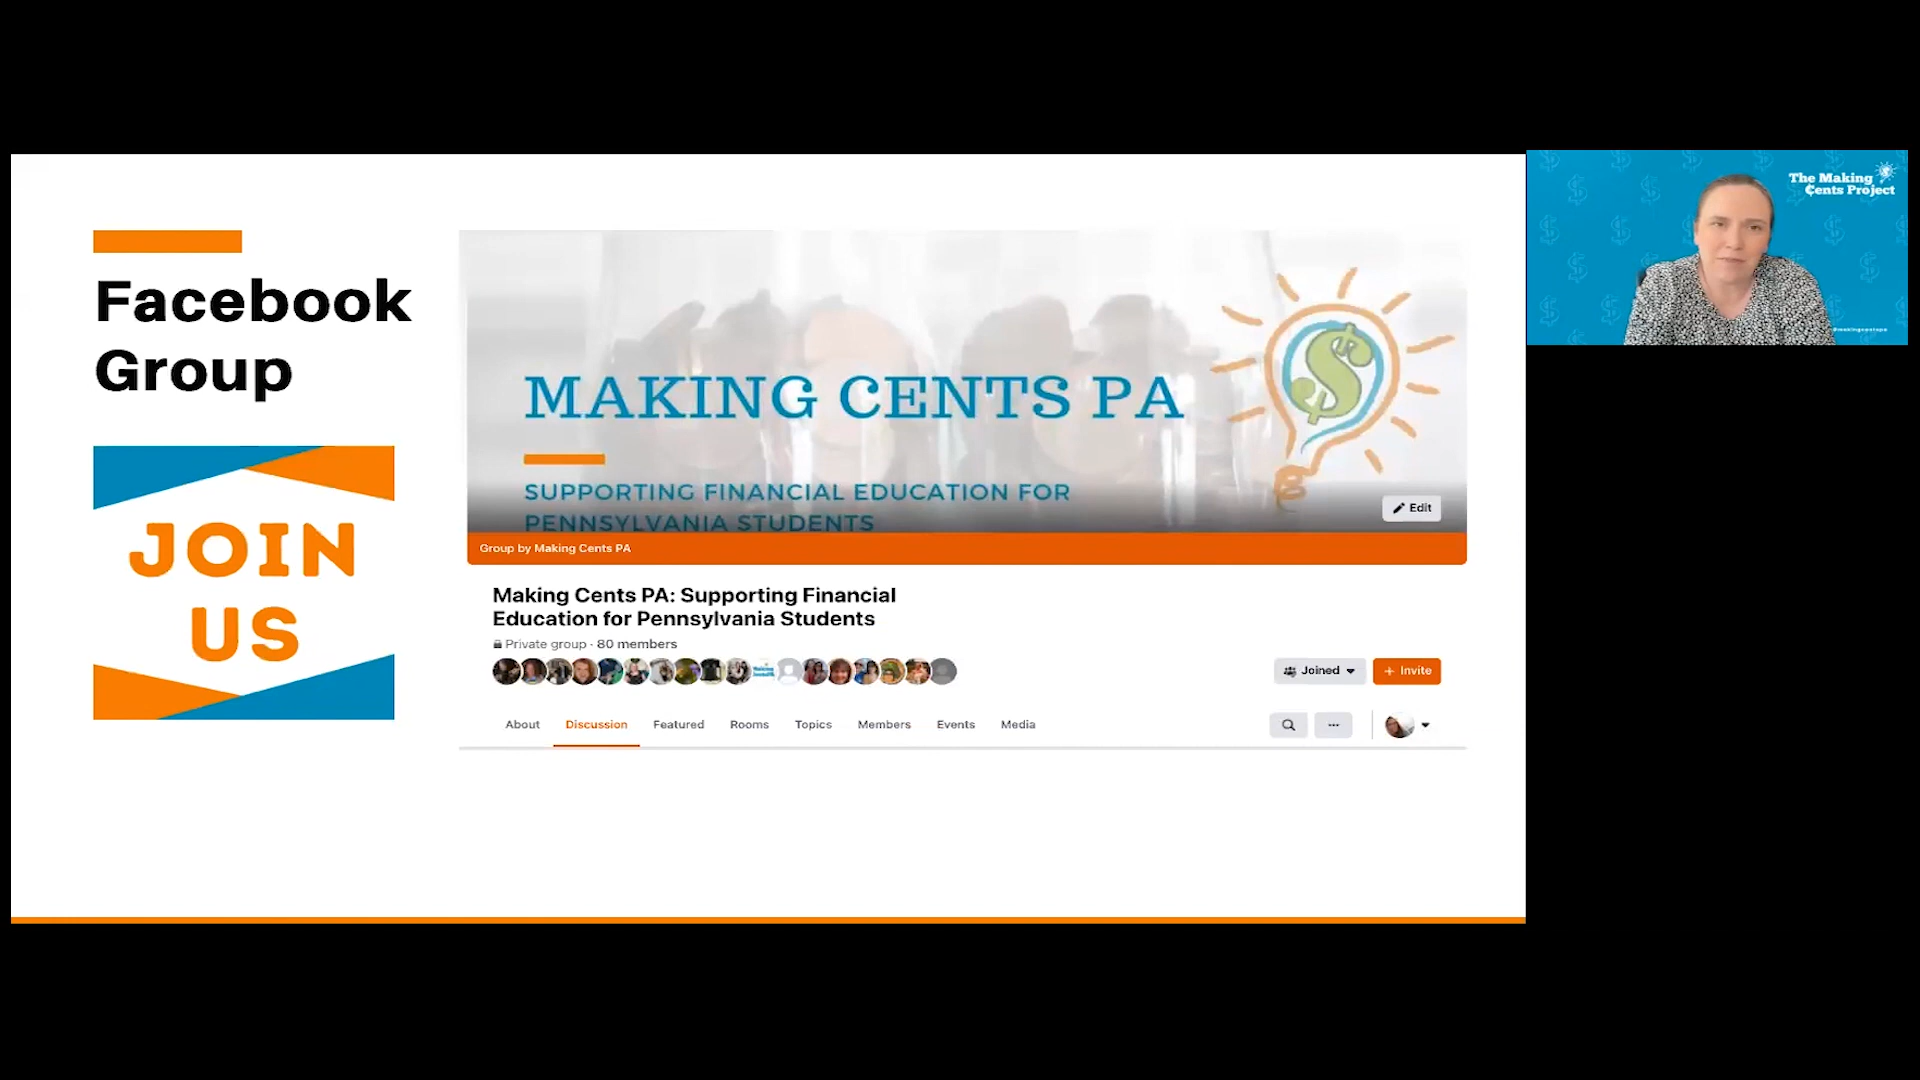 Facebook
Group
JOIN
US
MAKING CENTS PA
SUPPORTING FINANCIAL EDUCATION FOR
PENNSYLVANIA STUDENTS
Edit
Group by Making Cents PA
Making Cents PA: Supporting Financial
Education for Pennsylvania Students
Private group · 80 members
Joined
+ Invite
About Discussion Featured Rooms Topics Members Events Media
The Making
¢ents Project
@makingcentspa